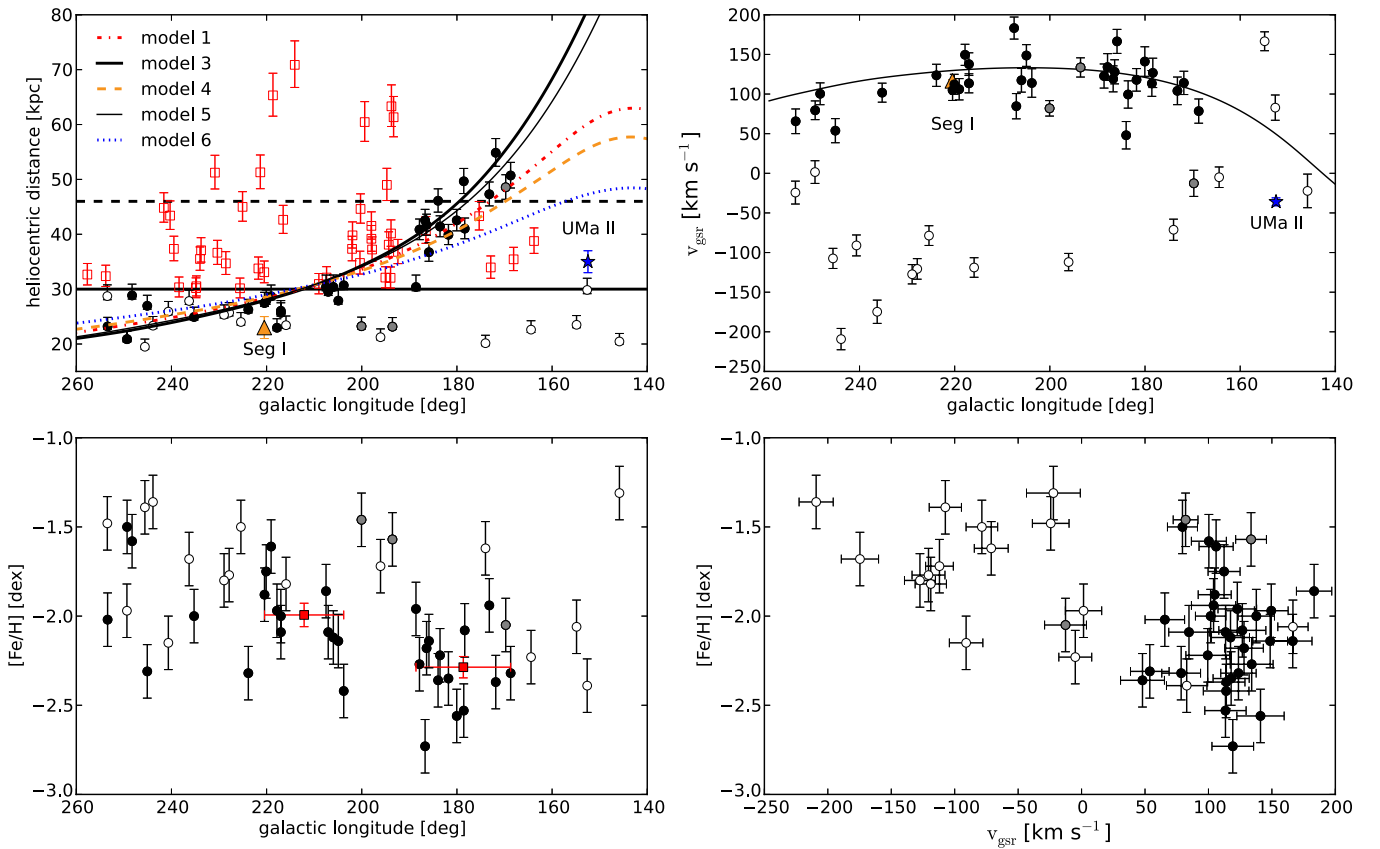 model 1
model 3
model 4
model 5
model 6
UMa II
Seg I
80
70
60
50
40
30
20
heliocentric distance [kpc]
260 240 220 200 180 160 140
galactic longitude [deg]
200
150
100
50
0
−50
−100
−150
−200
−250
v_gsr [km s⁻¹]
Seg I
UMa II
260 240 220 200 180 160 140
galactic longitude [deg]
−1.0
−1.5
−2.0
−2.5
−3.0
[Fe/H] [dex]
260 240 220 200 180 160 140
galactic longitude [deg]
−1.0
−1.5
−2.0
−2.5
−3.0
[Fe/H] [dex]
−250 −200 −150 −100 −50 0 50 100 150 200
v_gsr [km s⁻¹]